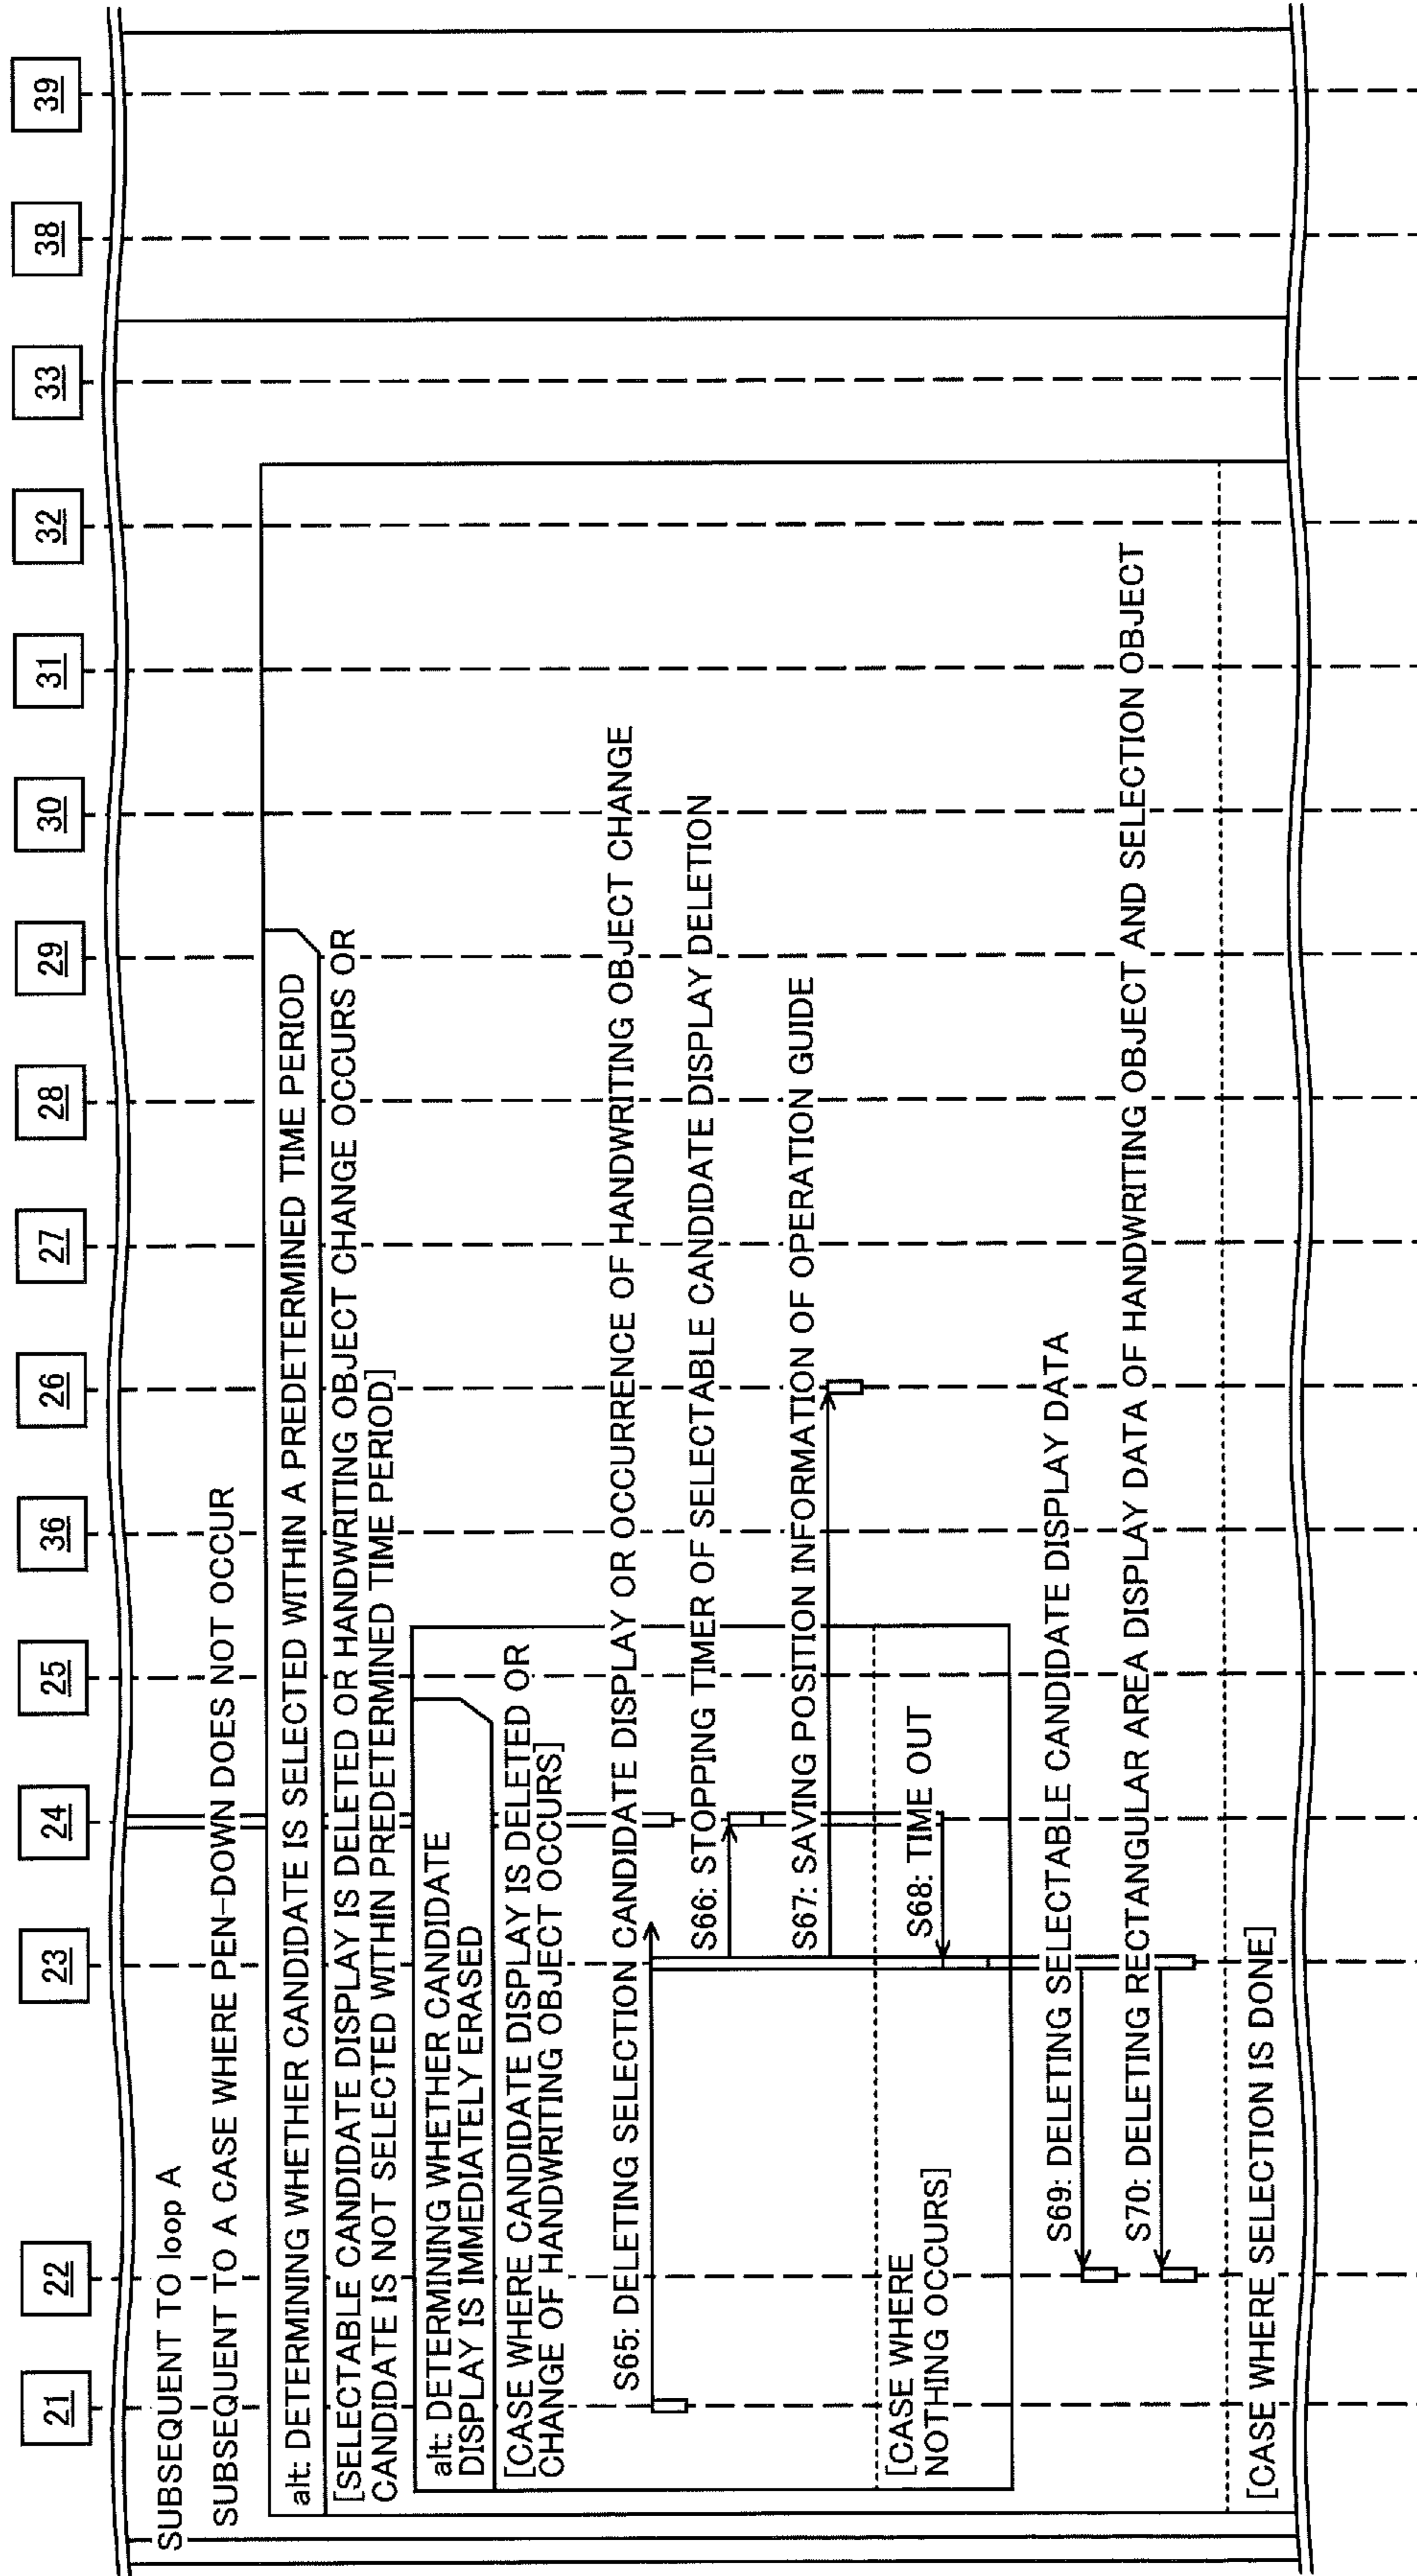 21 22 23 24 25 36 26 27 28 29 30 31 32 33 38 39
SUBSEQUENT TO loop A
SUBSEQUENT TO A CASE WHERE PEN-DOWN DOES NOT OCCUR
alt: DETERMINING WHETHER CANDIDATE IS SELECTED WITHIN A PREDETERMINED TIME PERIOD
[SELECTABLE CANDIDATE DISPLAY IS DELETED OR HANDWRITING OBJECT CHANGE OCCURS OR
CANDIDATE IS NOT SELECTED WITHIN PREDETERMINED TIME PERIOD]
alt: DETERMINING WHETHER CANDIDATE
DISPLAY IS IMMEDIATELY ERASED
[CASE WHERE CANDIDATE DISPLAY IS DELETED OR
CHANGE OF HANDWRITING OBJECT OCCURS]
S65: DELETING SELECTION CANDIDATE DISPLAY OR OCCURRENCE OF HANDWRITING OBJECT CHANGE
S66: STOPPING TIMER OF SELECTABLE CANDIDATE DISPLAY DELETION
S67: SAVING POSITION INFORMATION OF OPERATION GUIDE
[CASE WHERE
NOTHING OCCURS]
S68: TIME OUT
S69: DELETING SELECTABLE CANDIDATE DISPLAY DATA
S70: DELETING RECTANGULAR AREA DISPLAY DATA OF HANDWRITING OBJECT AND SELECTION OBJECT
[CASE WHERE SELECTION IS DONE]